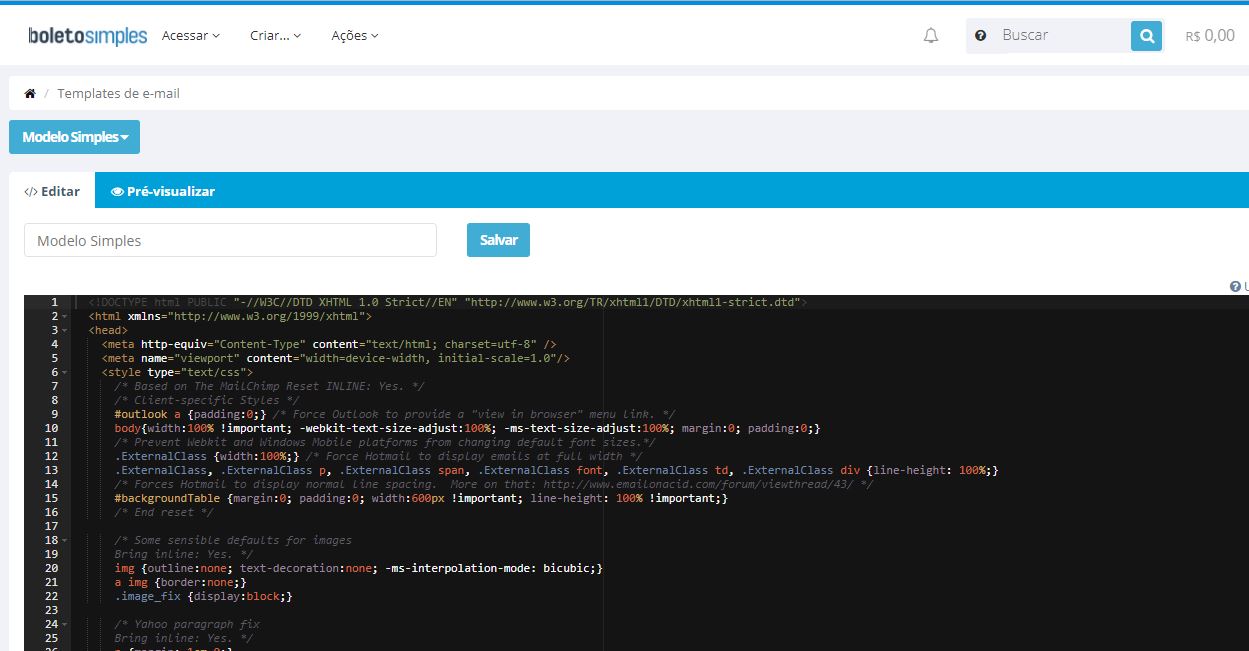 boletosimples Acessar Criar... Ações Buscar R$ 0,00
/ Templates de e-mail
Modelo Simples
</> Editar Pré-visualizar
Modelo Simples Salvar
1 <!DOCTYPE html PUBLIC "-//W3C//DTD XHTML 1.0 Strict//EN" "http://www.w3.org/TR/xhtml1/DTD/xhtml1-strict.dtd">
2 <html xmlns="http://www.w3.org/1999/xhtml">
3 <head>
4 <meta http-equiv="Content-Type" content="text/html; charset=utf-8" />
5 <meta name="viewport" content="width=device-width, initial-scale=1.0"/>
6 <style type="text/css">
7 /* Based on The MailChimp Reset INLINE: Yes. */
8 /* Client-specific Styles */
9 #outlook a {padding:0;} /* Force Outlook to provide a "view in browser" menu link. */
10 body{width:100% !important; -webkit-text-size-adjust:100%; -ms-text-size-adjust:100%; margin:0; padding:0;}
11 /* Prevent Webkit and Windows Mobile platforms from changing default font sizes.*/
12 .ExternalClass {width:100%;} /* Force Hotmail to display emails at full width */
13 .ExternalClass, .ExternalClass p, .ExternalClass span, .ExternalClass font, .ExternalClass td, .ExternalClass div {line-height: 100%;}
14 /* Forces Hotmail to display normal line spacing.  More on that: http://www.emailonacid.com/forum/viewthread/43/ */
15 #backgroundTable {margin:0; padding:0; width:600px !important; line-height: 100% !important;}
16 /* End reset */
17
18 /* Some sensible defaults for images
19 Bring inline: Yes. */
20 img {outline:none; text-decoration:none; -ms-interpolation-mode: bicubic;}
21 a img {border:none;}
22 .image_fix {display:block;}
23
24 /* Yahoo paragraph fix
25 Bring inline: Yes. */